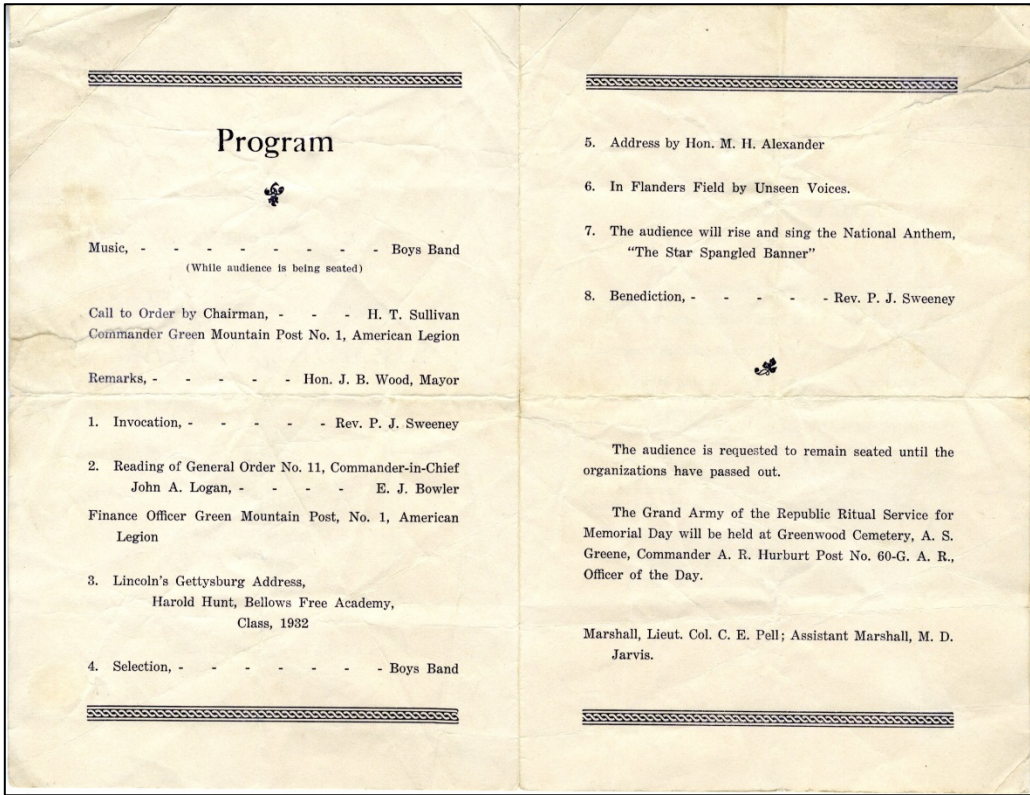 Program
Music, - - - - - - - - Boys Band
(While audience is being seated)
Call to Order by Chairman, - - - H. T. Sullivan
Commander Green Mountain Post No. 1, American Legion
Remarks, - - - - - Hon. J. B. Wood, Mayor
1. Invocation, - - - - - Rev. P. J. Sweeney
2. Reading of General Order No. 11, Commander-in-Chief
John A. Logan, - - - - E. J. Bowler
Finance Officer Green Mountain Post, No. 1, American
Legion
3. Lincoln's Gettysburg Address,
Harold Hunt, Bellows Free Academy,
Class, 1932
4. Selection, - - - - - - - Boys Band
5. Address by Hon. M. H. Alexander
6. In Flanders Field by Unseen Voices.
7. The audience will rise and sing the National Anthem,
"The Star Spangled Banner"
8. Benediction, - - - - - Rev. P. J. Sweeney
The audience is requested to remain seated until the
organizations have passed out.
The Grand Army of the Republic Ritual Service for
Memorial Day will be held at Greenwood Cemetery, A. S.
Greene, Commander A. R. Hurburt Post No. 60-G. A. R.,
Officer of the Day.
Marshall, Lieut. Col. C. E. Pell; Assistant Marshall, M. D.
Jarvis.